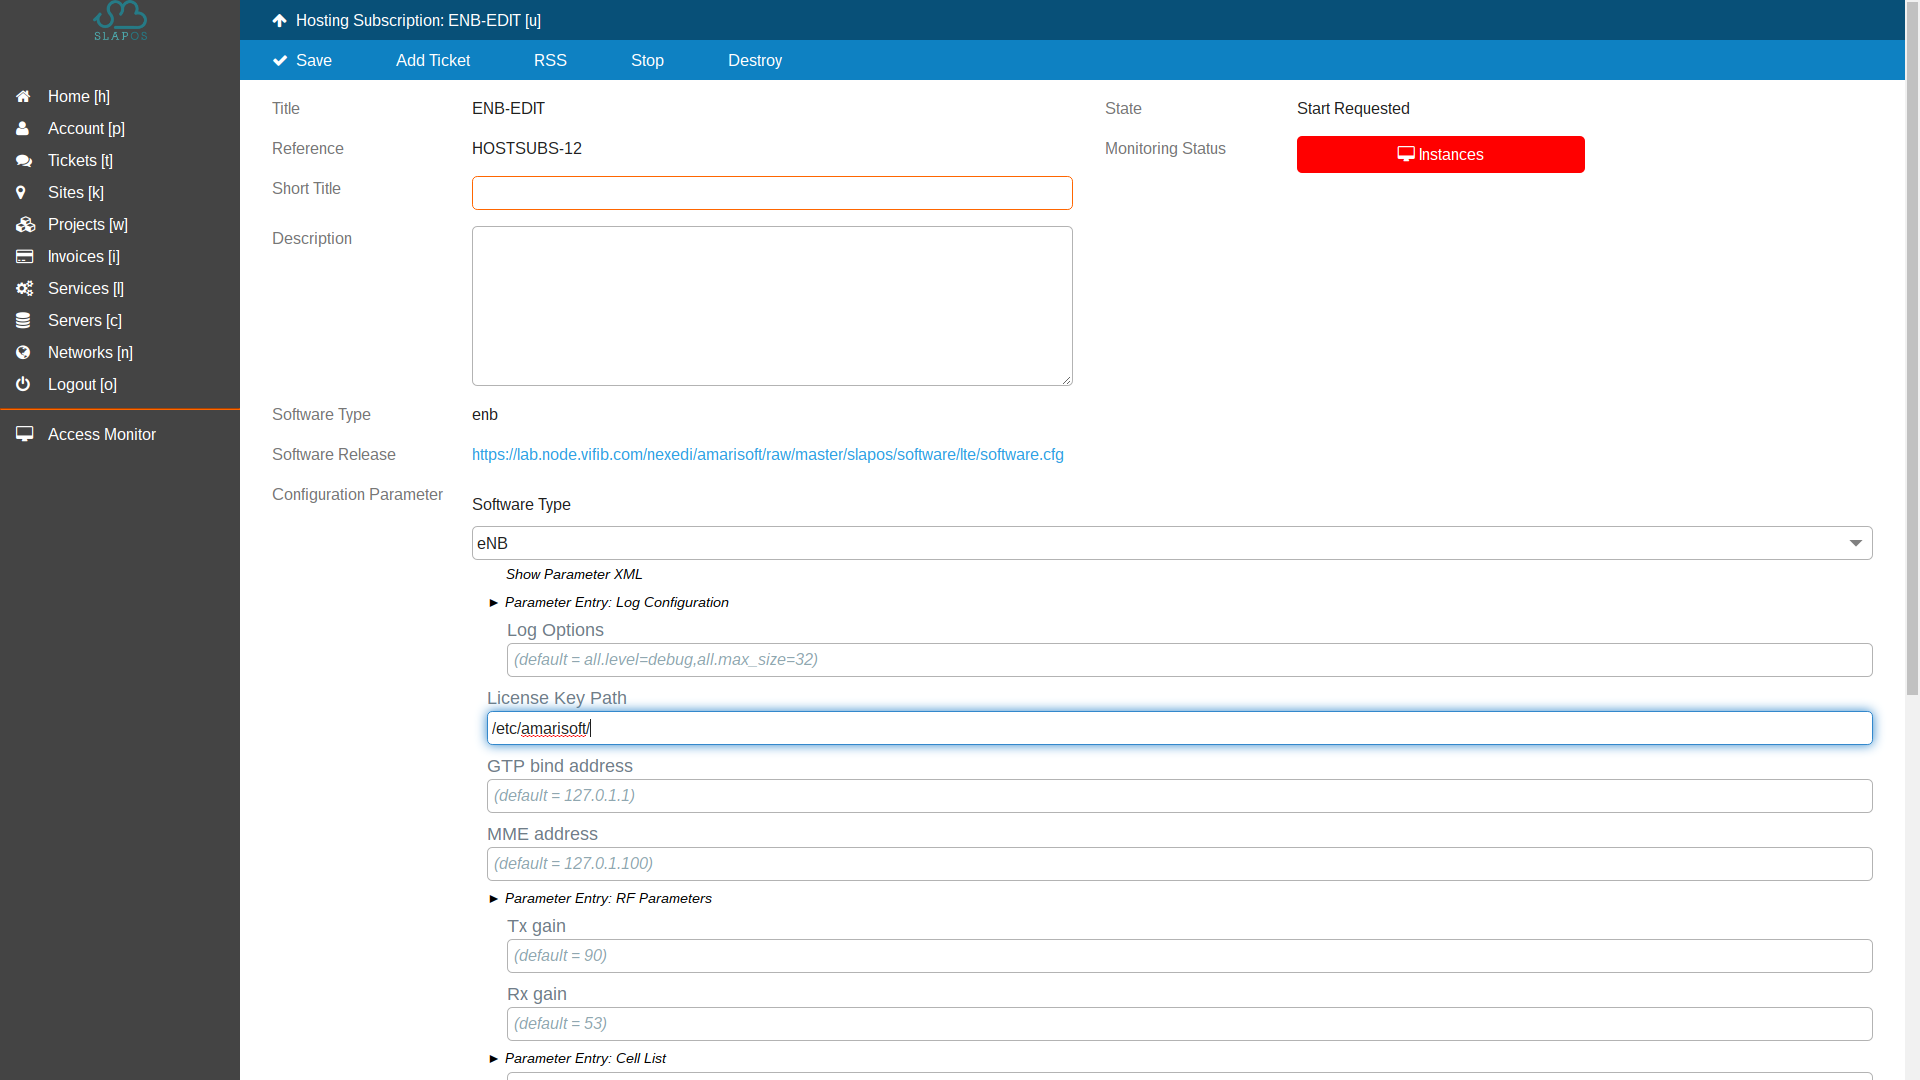 SLAPOS
Hosting Subscription: ENB-EDIT [u]
Save Add Ticket RSS Stop Destroy
Home [h]
Account [p]
Tickets [t]
Sites [k]
Projects [w]
Invoices [i]
Services [l]
Servers [c]
Networks [n]
Logout [o]
Access Monitor
Title ENB-EDIT
Reference HOSTSUBS-12
Short Title
Description
State Start Requested
Monitoring Status Instances
Software Type enb
Software Release https://lab.node.vifib.com/nexedi/amarisoft/raw/master/slapos/software/lte/software.cfg
Configuration Parameter
Software Type
eNB
Show Parameter XML
► Parameter Entry: Log Configuration
Log Options
(default = all.level=debug,all.max_size=32)
License Key Path
/etc/amarisoft/
GTP bind address
(default = 127.0.1.1)
MME address
(default = 127.0.1.100)
► Parameter Entry: RF Parameters
Tx gain
(default = 90)
Rx gain
(default = 53)
► Parameter Entry: Cell List